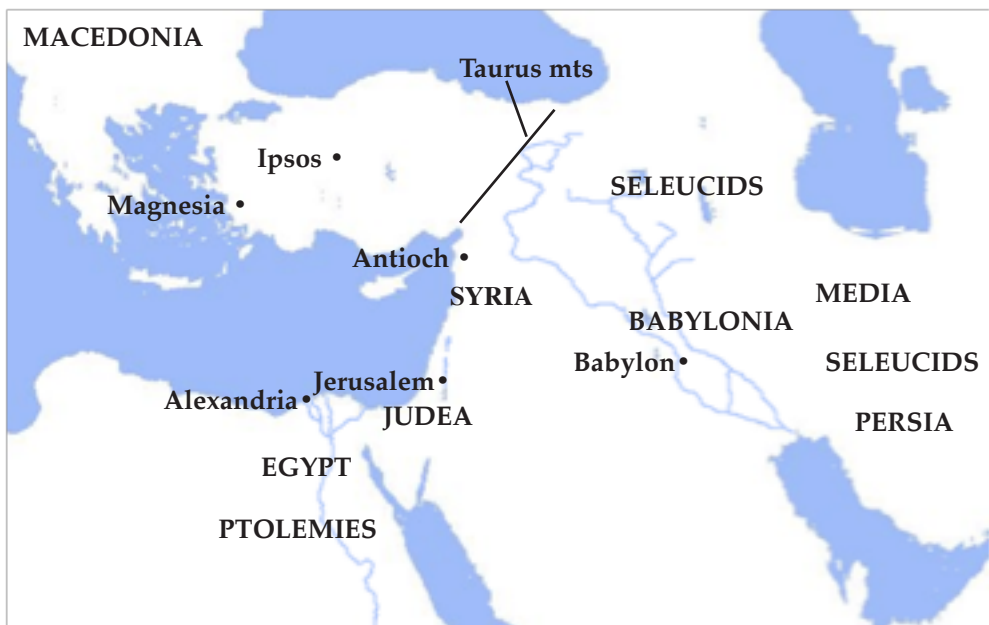 MACEDONIA
Taurus mts
Ipsos
SELEUCIDS
Magnesia
Antioch
SYRIA
MEDIA
BABYLONIA
Babylon
SELEUCIDS
Jerusalem
Alexandria
JUDEA
PERSIA
EGYPT
PTOLEMIES